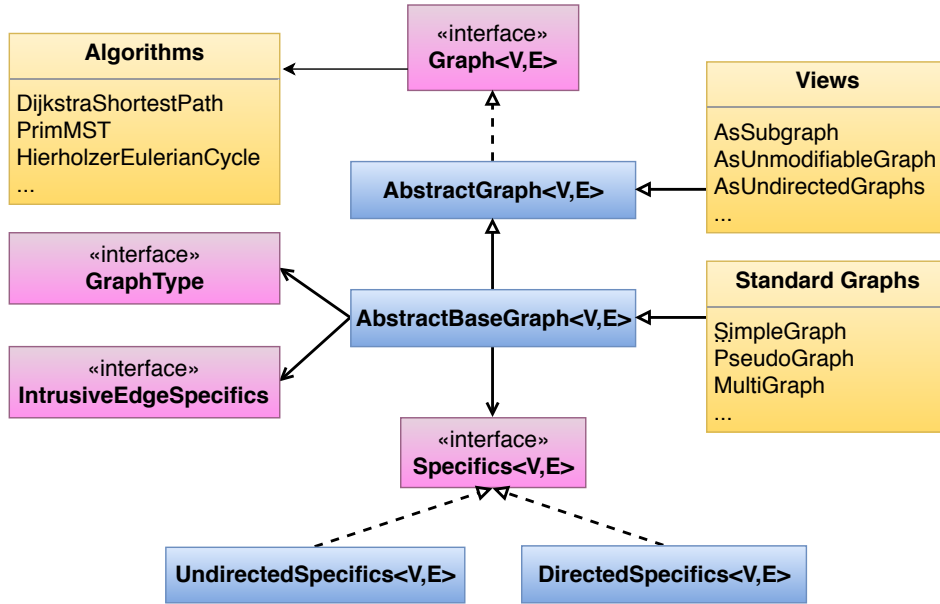 «interface»
Graph<V,E>
Algorithms
DijkstraShortestPath
PrimMST
HierholzerEulerianCycle
...
Views
AsSubgraph
AsUnmodifiableGraph
AsUndirectedGraphs
...
AbstractGraph<V,E>
«interface»
GraphType
AbstractBaseGraph<V,E>
Standard Graphs
SimpleGraph
...
PseudoGraph
MultiGraph
...
«interface»
IntrusiveEdgeSpecifics
«interface»
Specifics<V,E>
UndirectedSpecifics<V,E>
DirectedSpecifics<V,E>